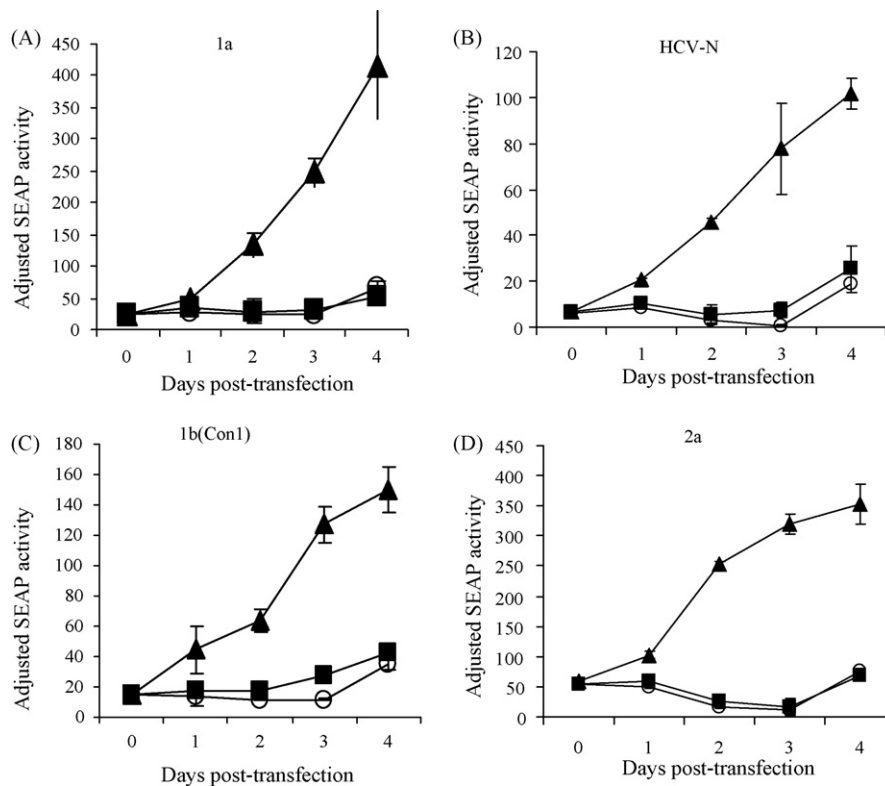 (A)
1a
Adjusted SEAP activity
450
400
350
300
250
200
150
100
50
0
0 1 2 3 4
Days post-transfection
(B)
HCV-N
Adjusted SEAP activity
120
100
80
60
40
20
0
0 1 2 3 4
Days post-transfection
(C)
1b(Con1)
Adjusted SEAP activity
180
160
140
120
100
80
60
40
20
0
0 1 2 3 4
Days post-transfection
(D)
2a
Adjusted SEAP activity
450
400
350
300
250
200
150
100
50
0
0 1 2 3 4
Days post-transfection